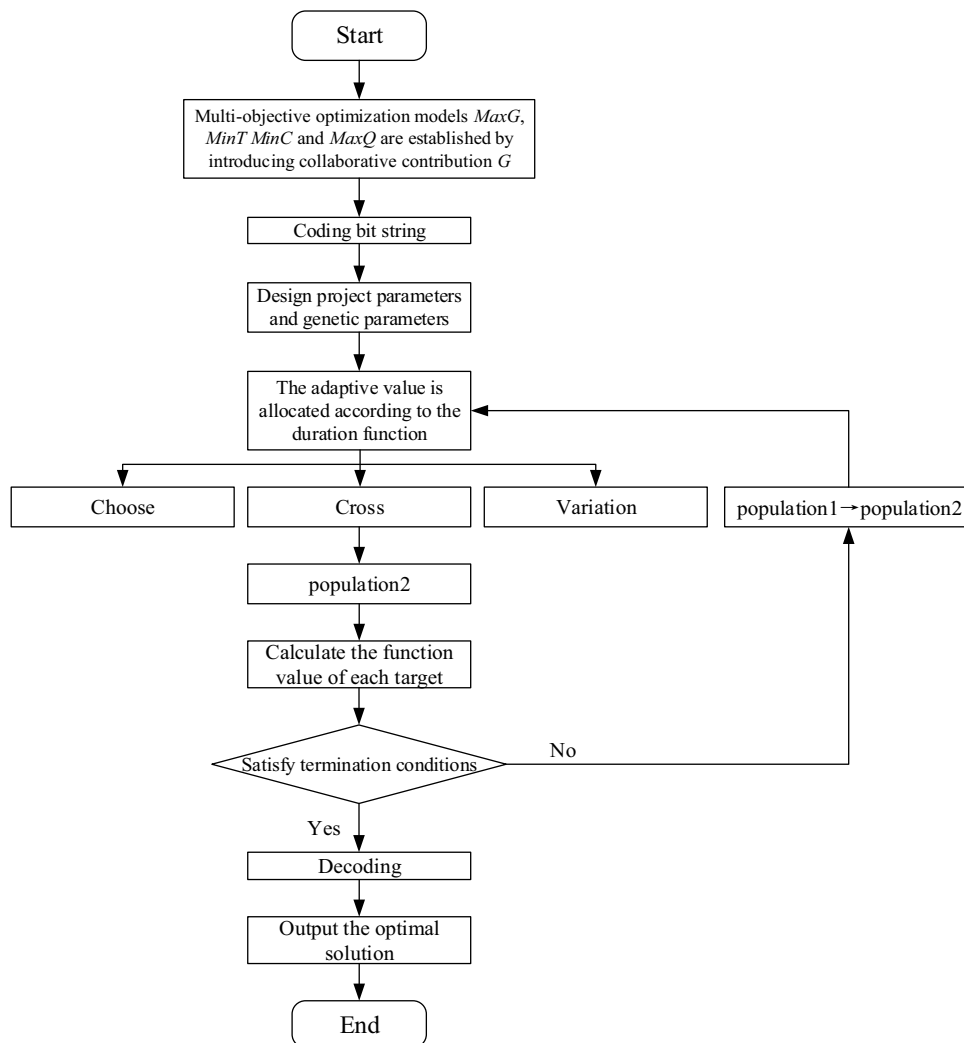 Start
Multi-objective optimization models MaxG,
MinT MinC and MaxQ are established by
introducing collaborative contribution G
Coding bit string
Design project parameters
and genetic parameters
The adaptive value is
allocated according to the
duration function
Choose
Cross
Variation
population1→population2
population2
Calculate the function
value of each target
Satisfy termination conditions
No
Yes
Decoding
Output the optimal
solution
End